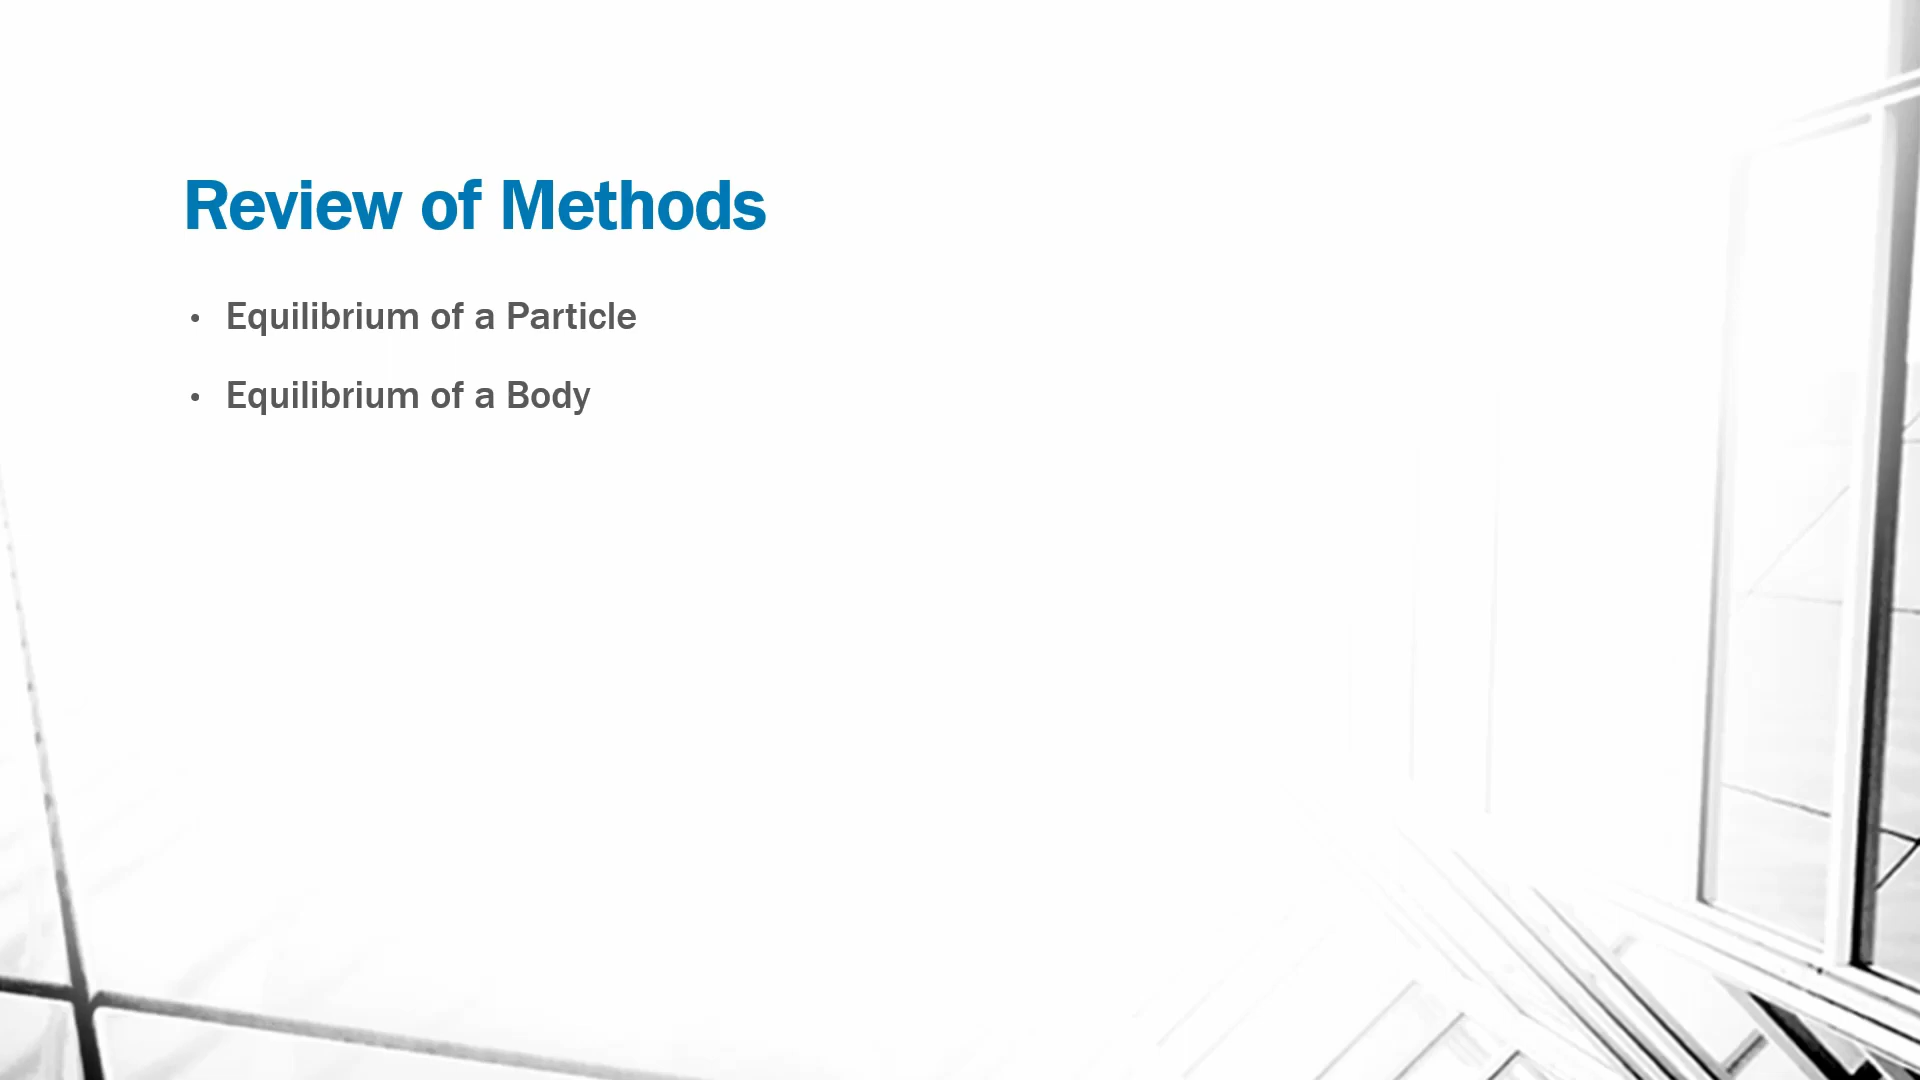 Review of Methods
• Equilibrium of a Particle
• Equilibrium of a Body